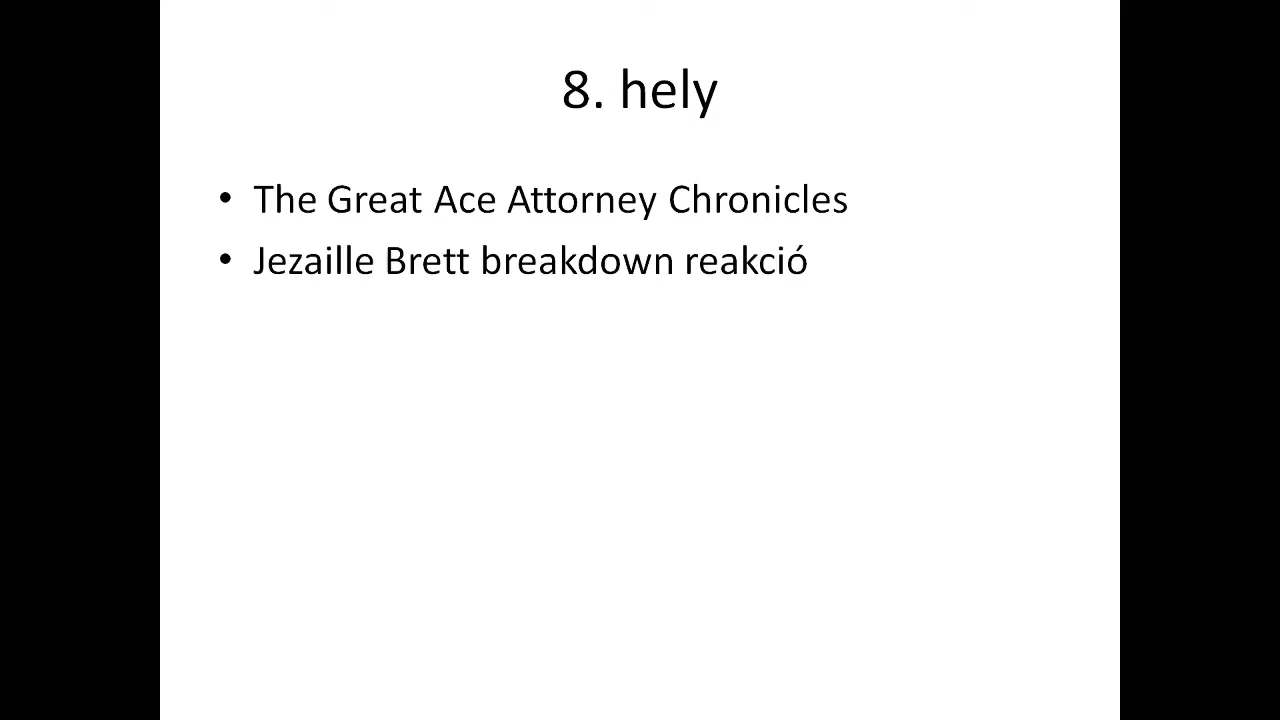 8. hely
• The Great Ace Attorney Chronicles
• Jezaille Brett breakdown reakció